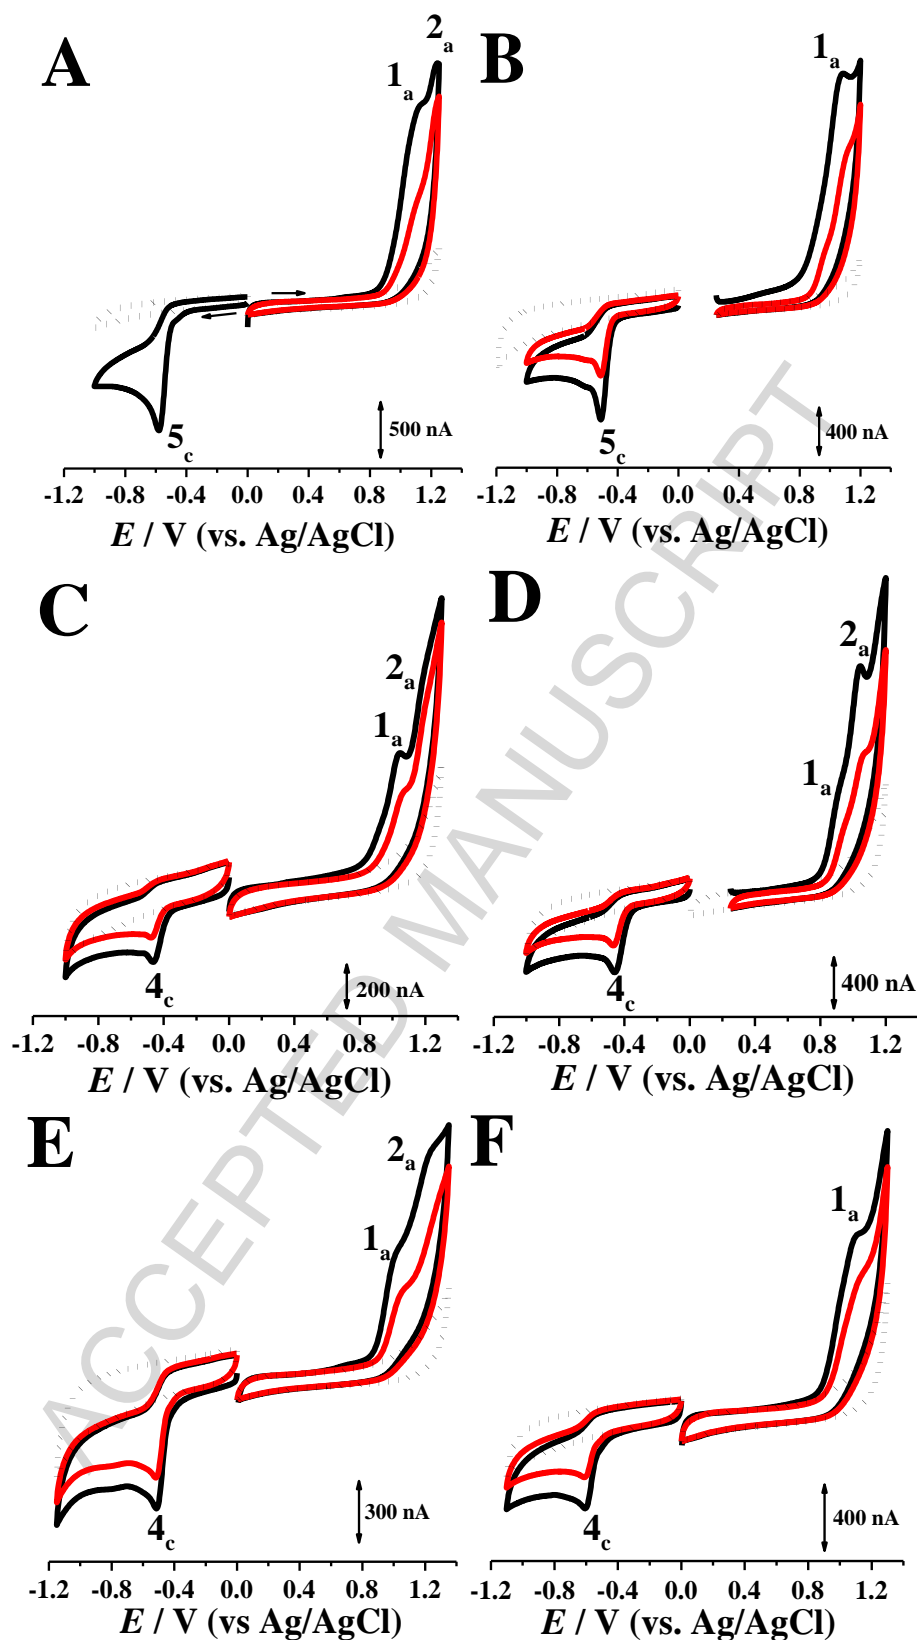 A
B
2a
1a
1a
5c
5c
500 nA
400 nA
-1.2 -0.8 -0.4 0.0 0.4 0.8 1.2
-1.2 -0.8 -0.4 0.0 0.4 0.8 1.2
E / V (vs. Ag/AgCl)
E / V (vs. Ag/AgCl)
C
D
2a
1a
2a
1a
4c
4c
200 nA
400 nA
-1.2 -0.8 -0.4 0.0 0.4 0.8 1.2
-1.2 -0.8 -0.4 0.0 0.4 0.8 1.2
E / V (vs. Ag/AgCl)
E / V (vs. Ag/AgCl)
E
F
2a
1a
1a
4c
4c
300 nA
400 nA
-1.2 -0.8 -0.4 0.0 0.4 0.8 1.2
-1.2 -0.8 -0.4 0.0 0.4 0.8 1.2
E / V (vs Ag/AgCl)
E / V (vs. Ag/AgCl)
ACCEPTED MANUSCRIPT